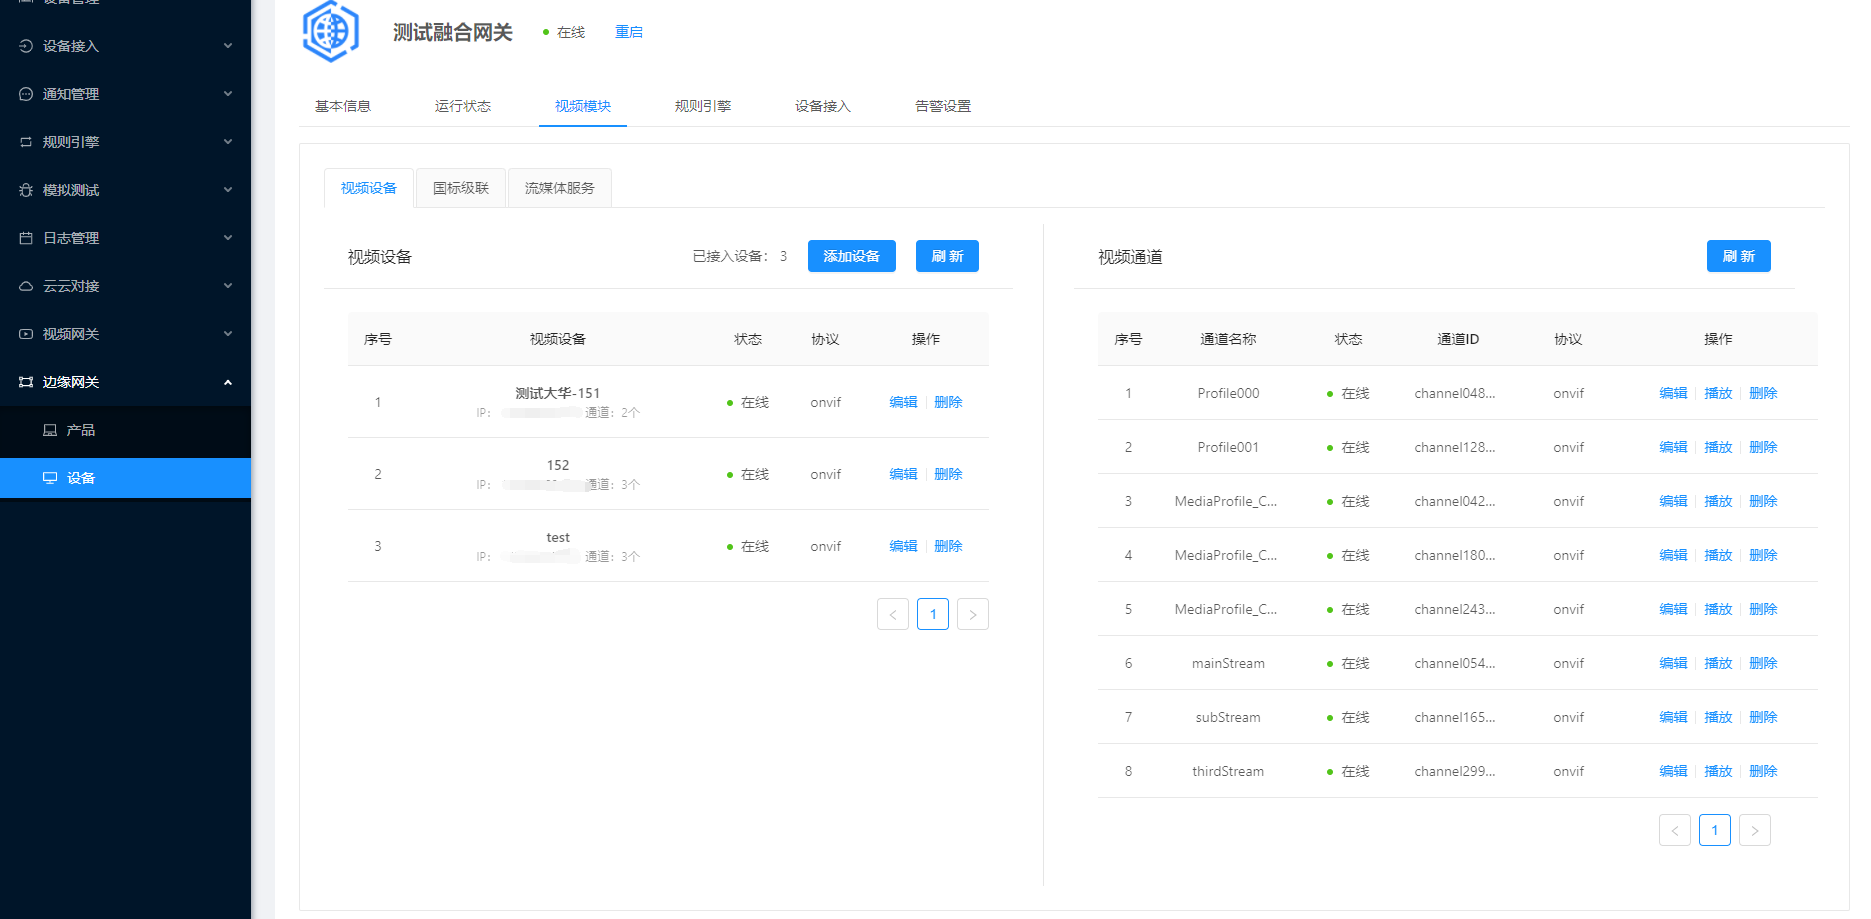 设备管理
设备接入
通知管理
规则引擎
模拟测试
日志管理
云云对接
视频网关
边缘网关
产品
设备
测试融合网关 在线 重启
基本信息 运行状态 视频模块 规则引擎 设备接入 告警设置
视频设备 国标级联 流媒体服务
视频设备 已接入设备： 3 添加设备 刷 新
序号 视频设备 状态 协议 操作
1 测试大华-151 在线 onvif 编辑 删除
IP： 通道：2个
2 152 在线 onvif 编辑 删除
IP： 通道：3个
3 test 在线 onvif 编辑 删除
IP： 通道：3个
< 1 >
视频通道 刷 新
序号 通道名称 状态 通道ID 协议 操作
1 Profile000 在线 channel048... onvif 编辑 播放 删除
2 Profile001 在线 channel128... onvif 编辑 播放 删除
3 MediaProfile_C... 在线 channel042... onvif 编辑 播放 删除
4 MediaProfile_C... 在线 channel180... onvif 编辑 播放 删除
5 MediaProfile_C... 在线 channel243... onvif 编辑 播放 删除
6 mainStream 在线 channel054... onvif 编辑 播放 删除
7 subStream 在线 channel165... onvif 编辑 播放 删除
8 thirdStream 在线 channel299... onvif 编辑 播放 删除
< 1 >